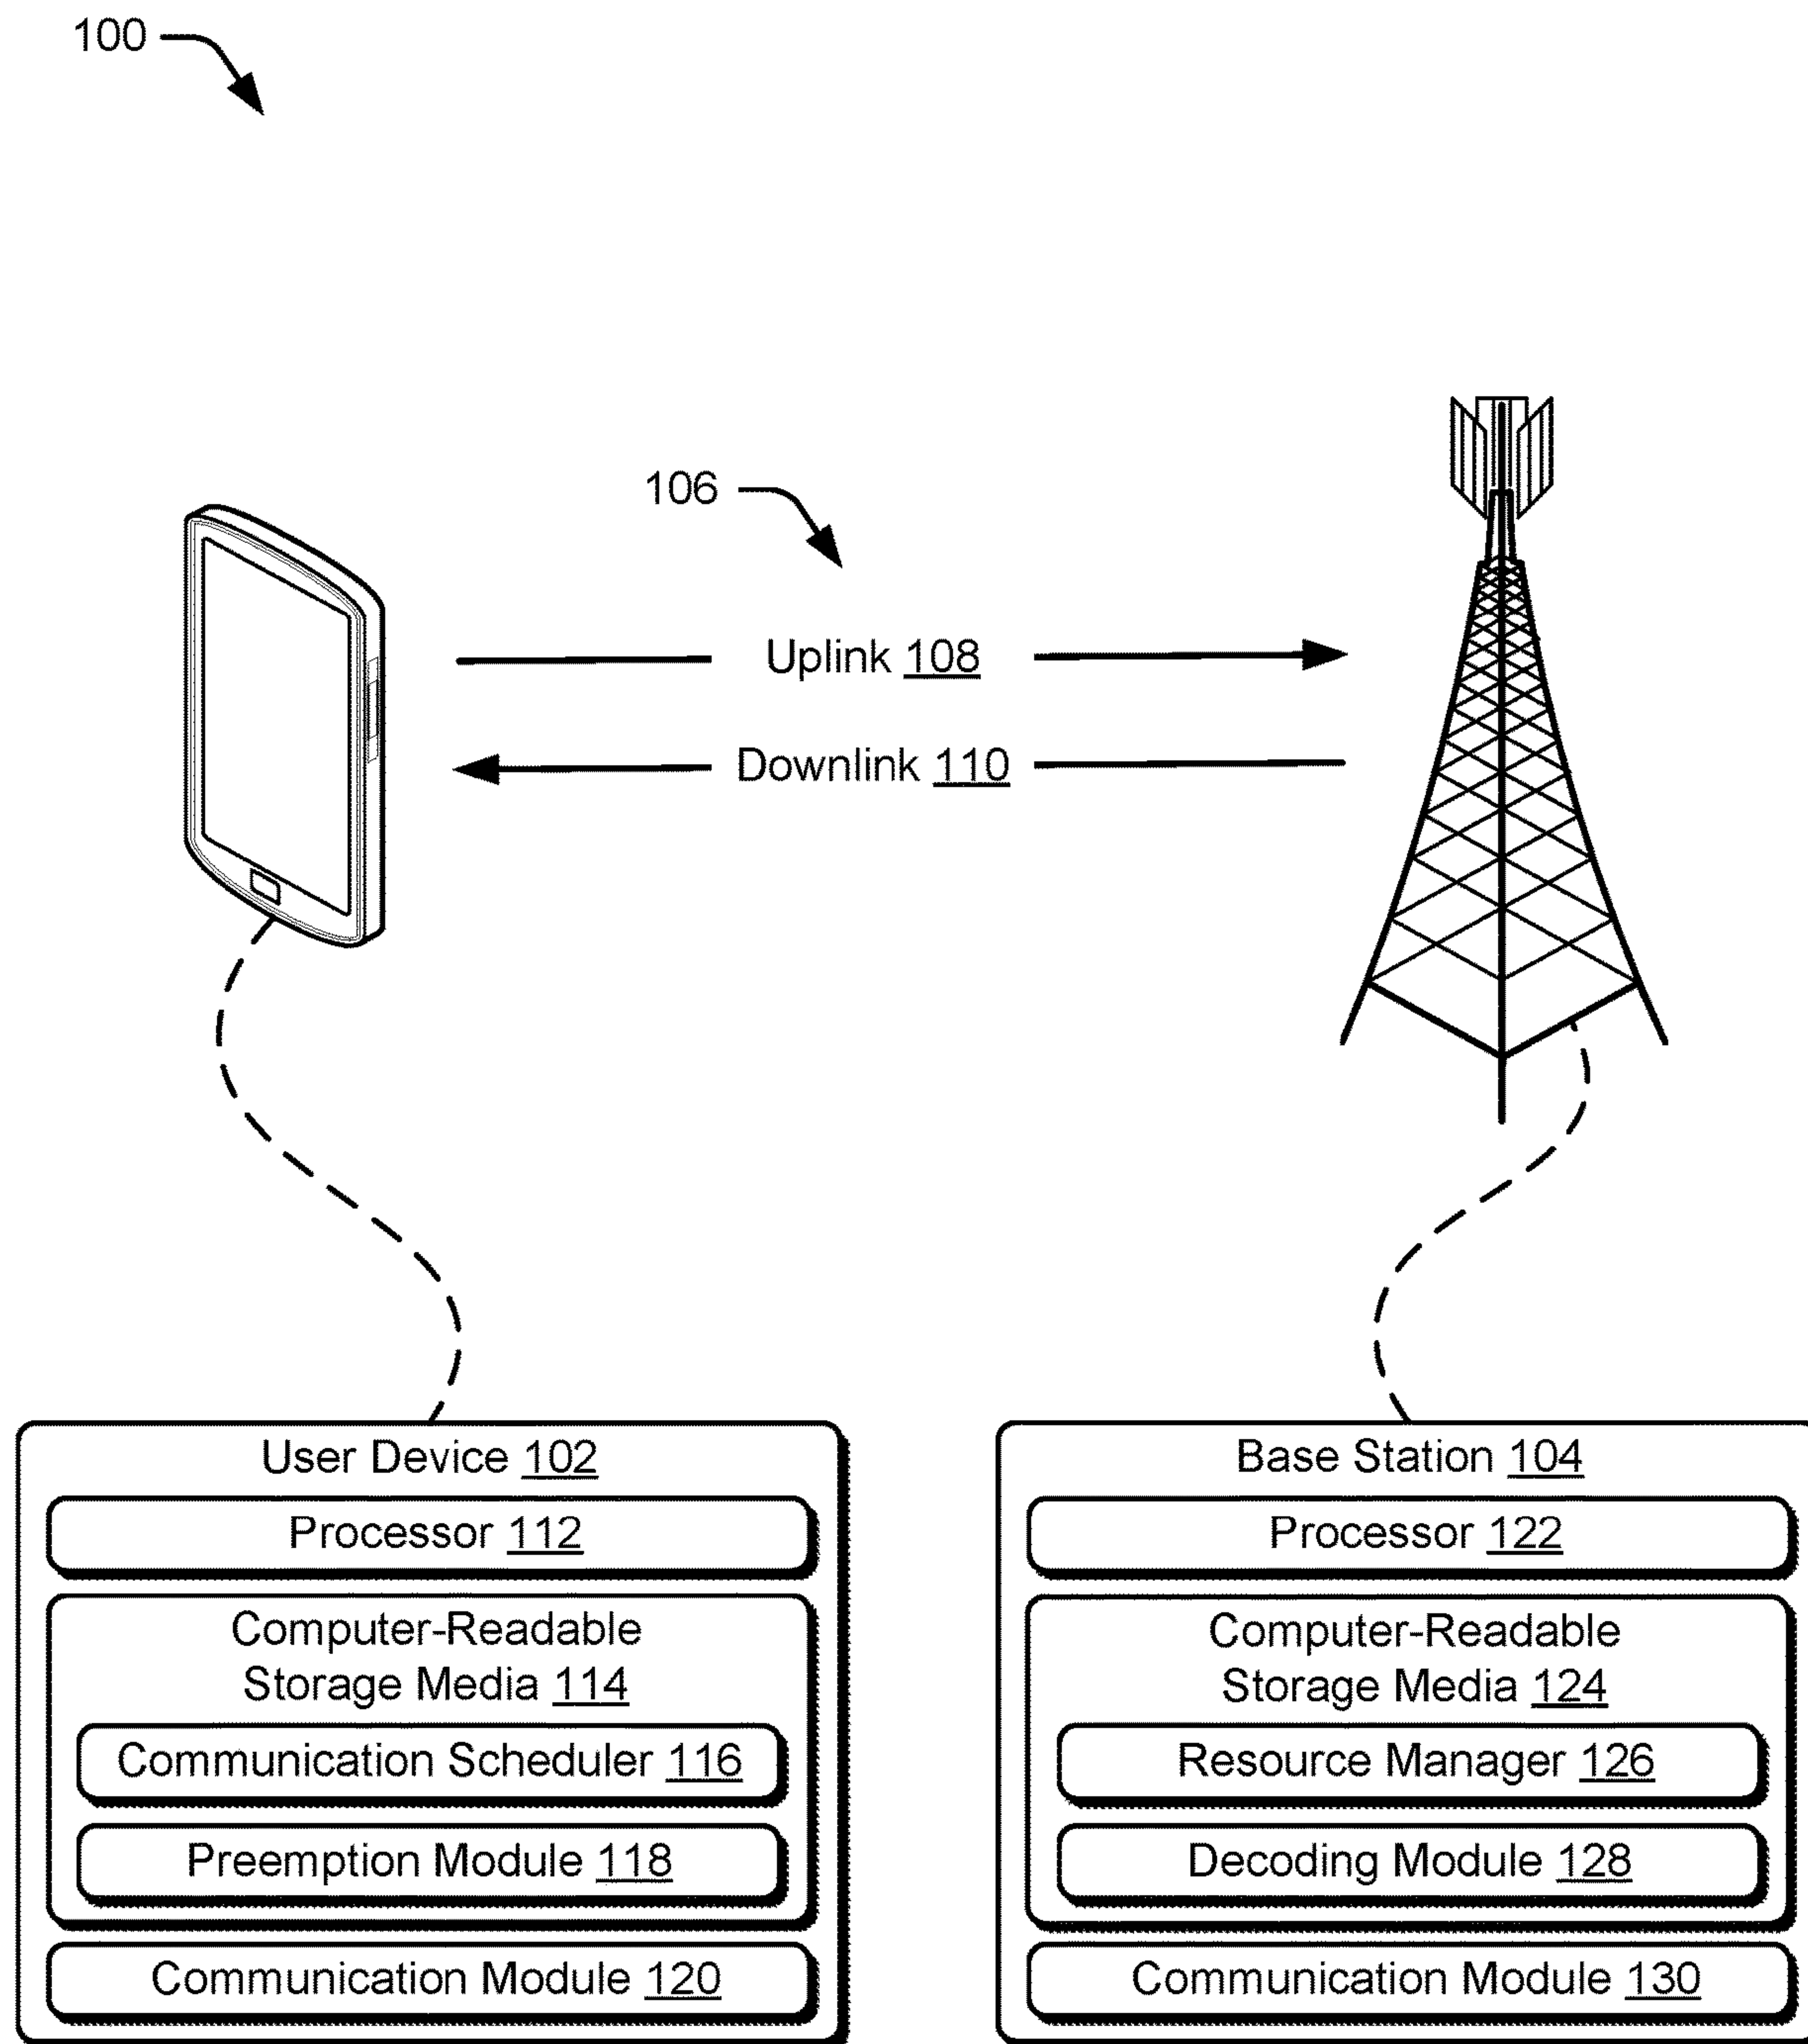 100
106
Uplink 108
Downlink 110
User Device 102
Processor 112
Computer-Readable
Storage Media 114
Communication Scheduler 116
Preemption Module 118
Communication Module 120
Base Station 104
Processor 122
Computer-Readable
Storage Media 124
Resource Manager 126
Decoding Module 128
Communication Module 130